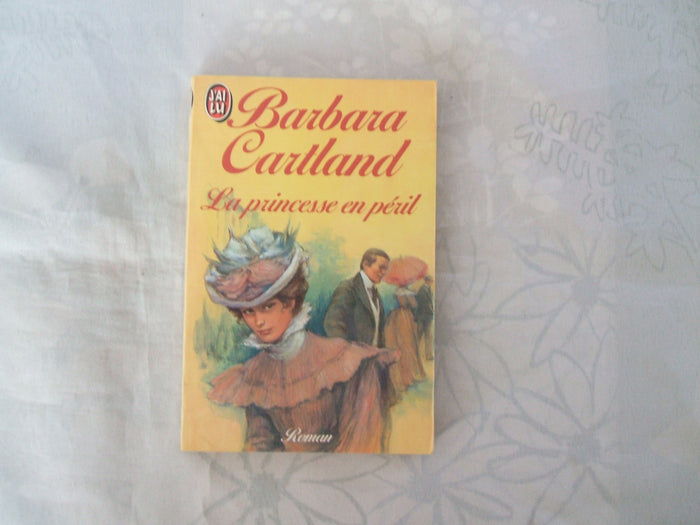 J'AI
LU
Barbara
Cartland
La princesse en péril
Roman